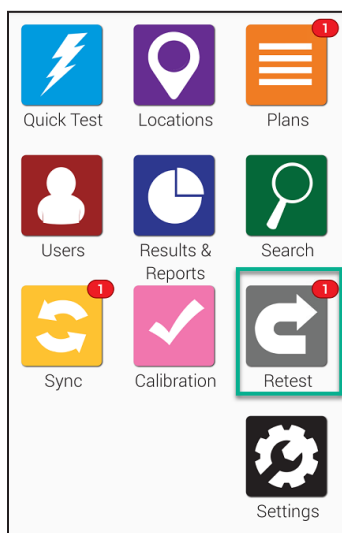 1
Quick Test Locations Plans
Users Results & Search
Reports
1 1
Sync Calibration Retest
Settings